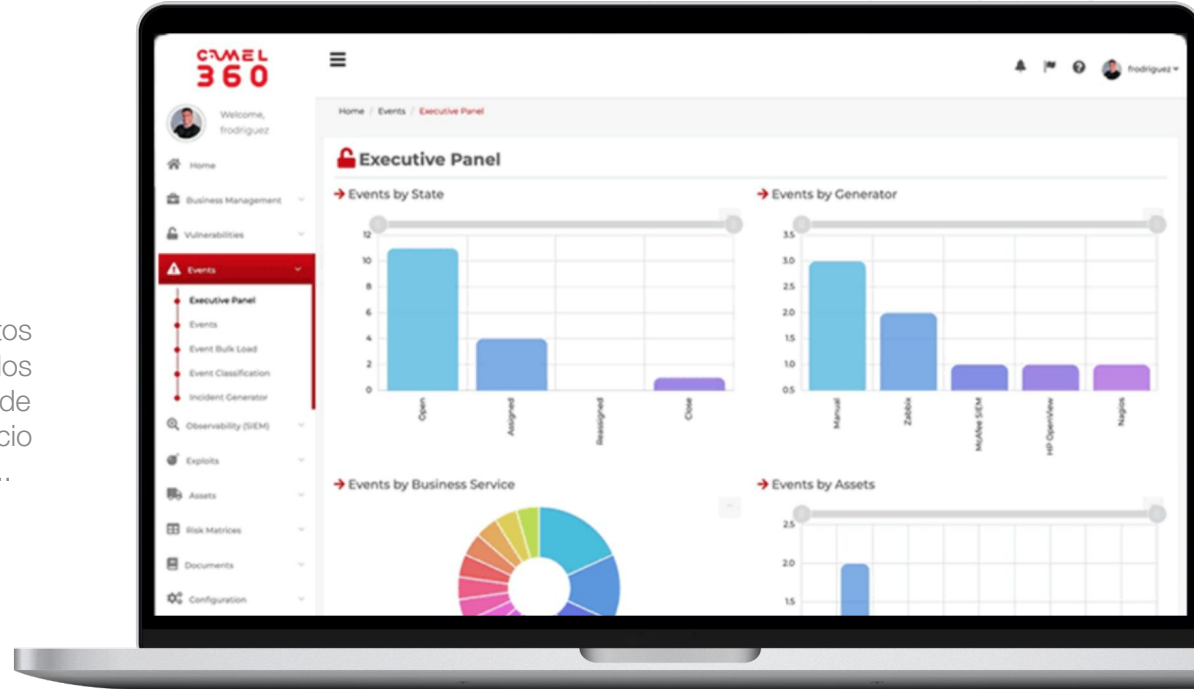 tos
los
de
cio
..
CAMEL
360
Welcome,
frodriguez
Home
Business Management
Vulnerabilities
Events
Executive Panel
Events
Event Bulk Load
Event Classification
Incident Generator
Observability (SIEM)
Exploits
Assets
Risk Matrices
Documents
Configuration
frodriguez
Home / Events / Executive Panel
Executive Panel
Events by State
12
10
8
6
4
2
0
Open
Assigned
Reassigned
Close
Events by Generator
3.5
3.0
2.5
2.0
1.5
1.0
0.5
Manual
Zabbix
McAfee SIEM
HP OpenView
Nagios
Events by Business Service
Events by Assets
2.5
2.0
1.5